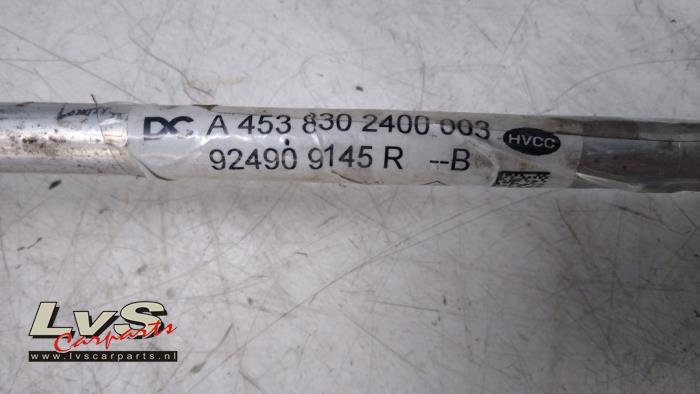 DC A 453 830 2400 003 HVCC
92490 9145 R --B
LvS
Carparts
www.lvscarparts.nl